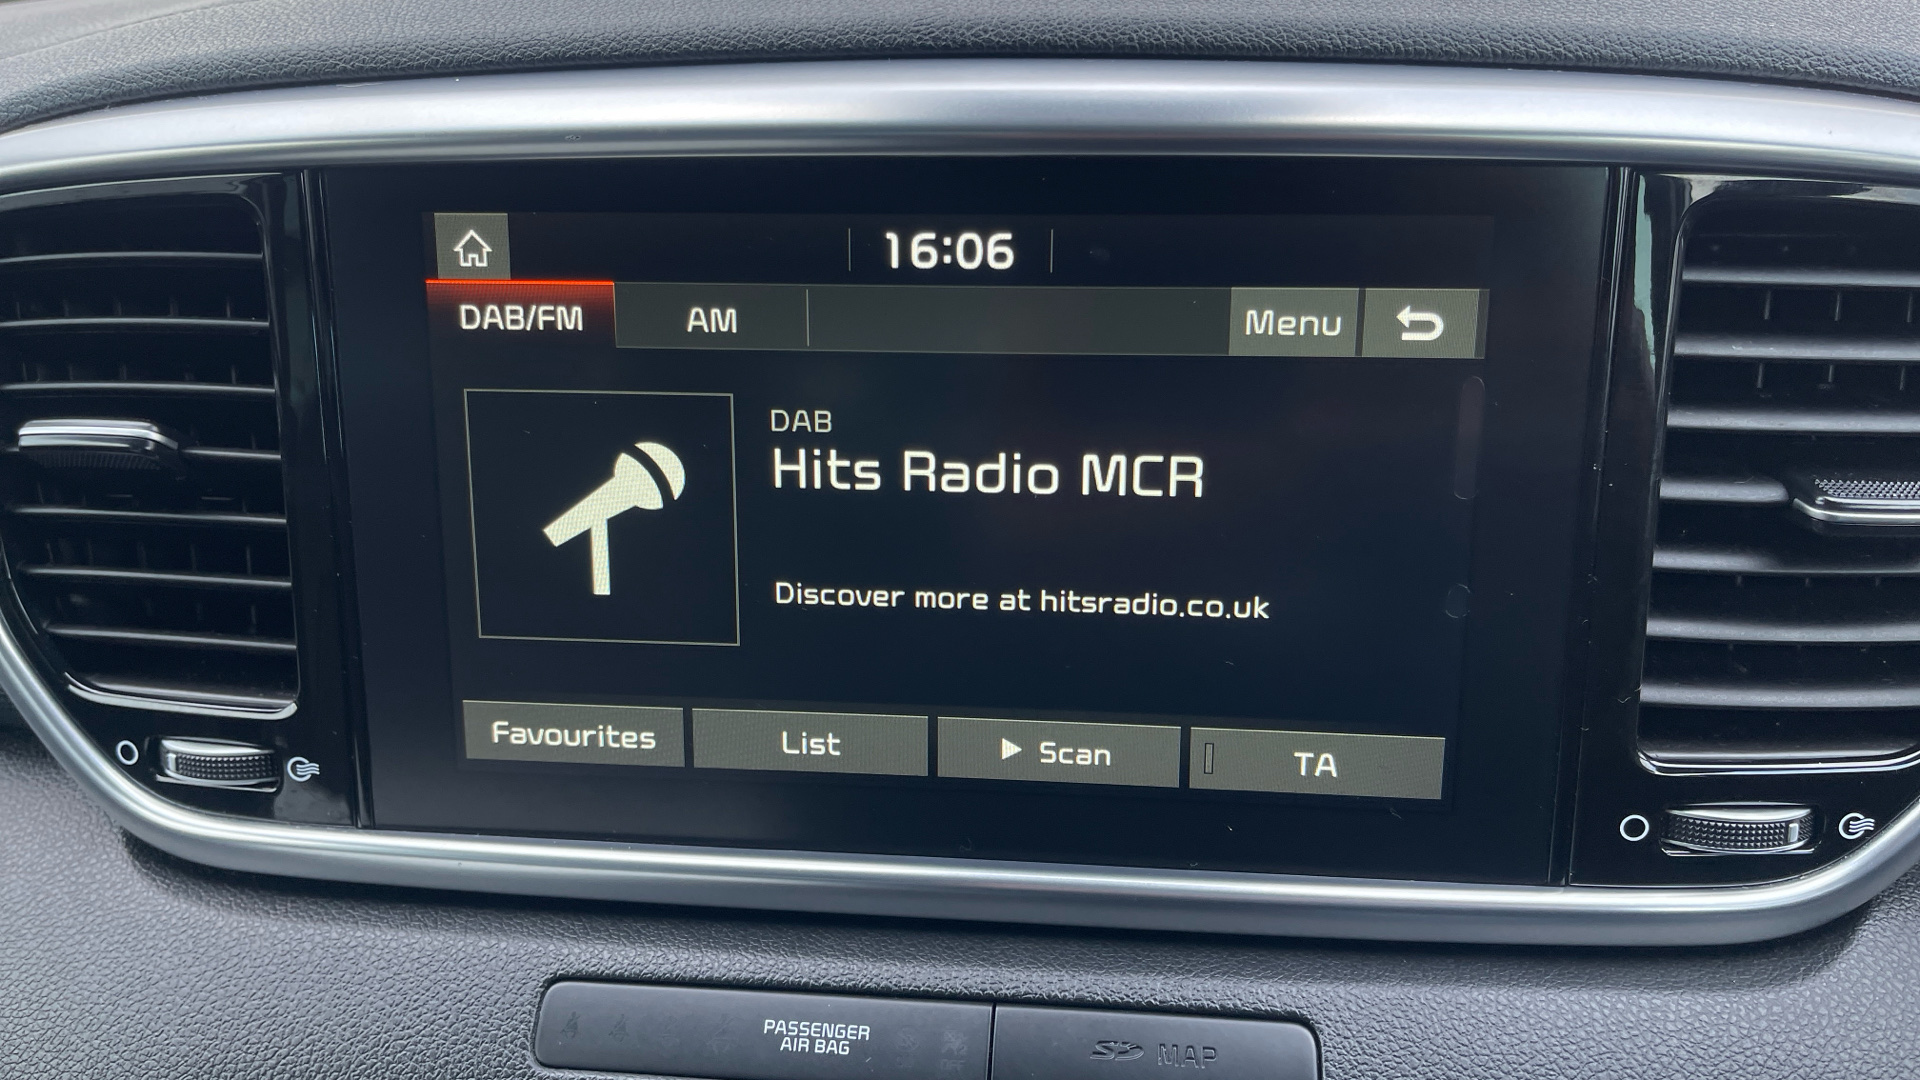 16:06
DAB/FM
AM
Menu
DAB
Hits Radio MCR
Discover more at hitsradio.co.uk
Favourites
List
Scan
TA
PASSENGER
AIR BAG
SD MAP